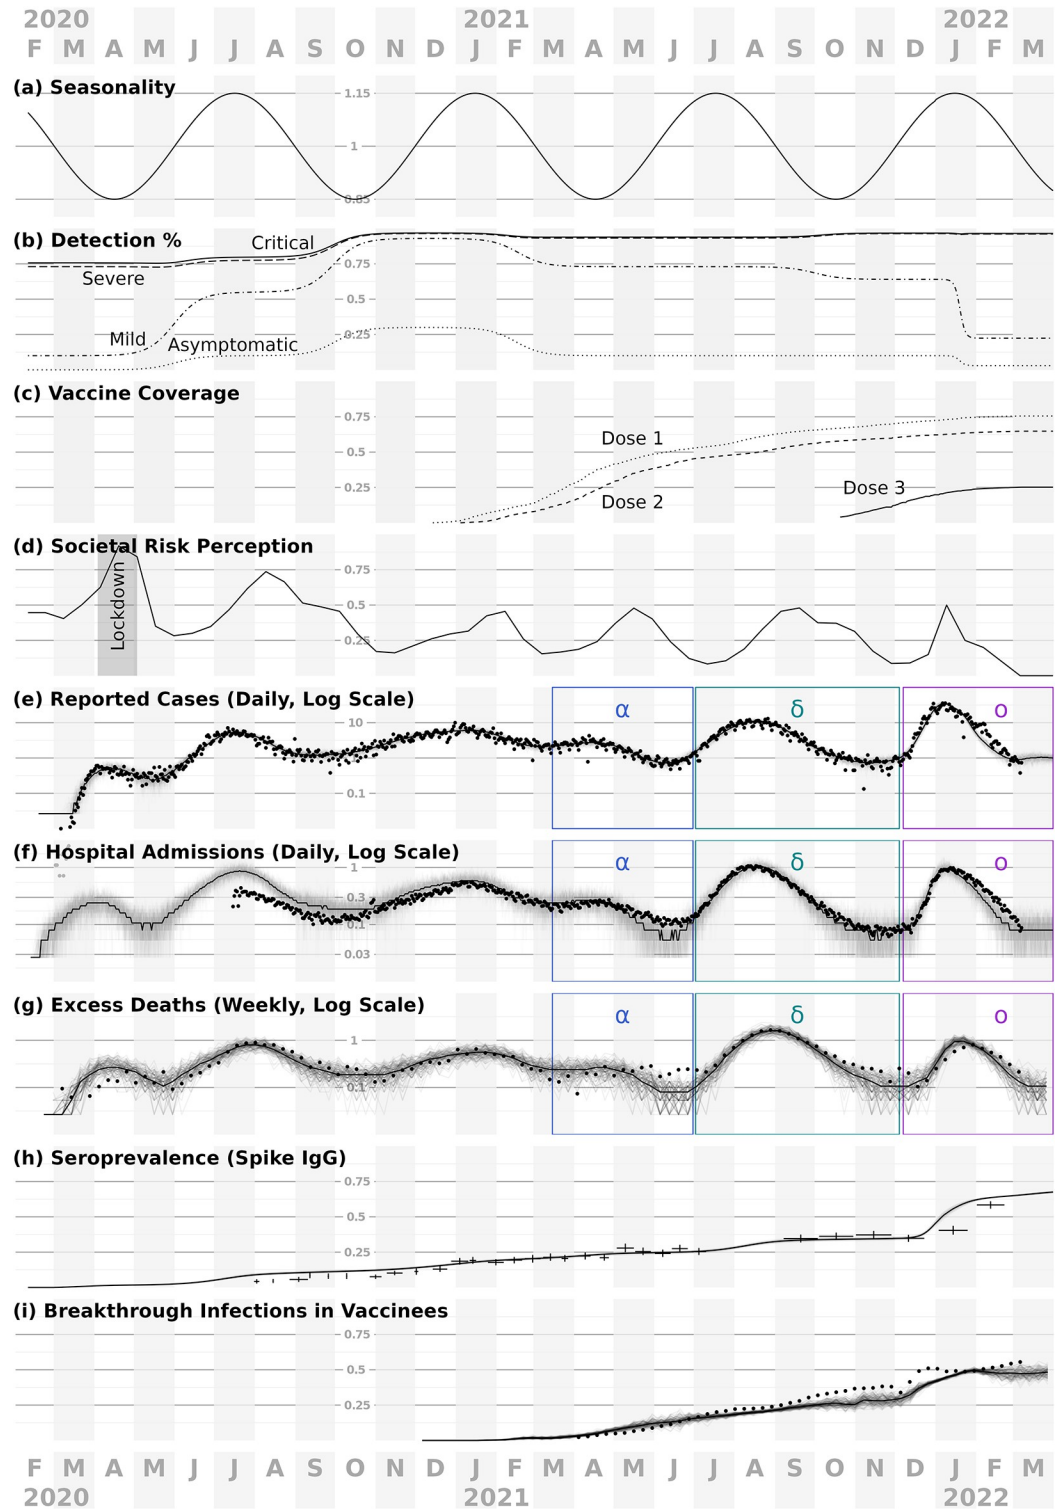 2020 2021 2022
F M A M J J A S O N D J F M A M J J A S O N D J F M
(a) Seasonality
1.15
1
0.85
(b) Detection %
Critical
0.75
Severe
0.5
Mild
Asymptomatic
0.25
(c) Vaccine Coverage
0.75
Dose 1
0.5
Dose 3
0.25
Dose 2
(d) Societal Risk Perception
0.75
Lockdown
0.5
0.25
(e) Reported Cases (Daily, Log Scale)
α δ ο
10
0.1
(f) Hospital Admissions (Daily, Log Scale)
α δ ο
1
0.3
0.1
0.03
(g) Excess Deaths (Weekly, Log Scale)
α δ ο
1
0.1
(h) Seroprevalence (Spike IgG)
0.75
0.5
0.25
(i) Breakthrough Infections in Vaccinees
0.75
0.5
0.25
F M A M J J A S O N D J F M A M J J A S O N D J F M
2020 2021 2022